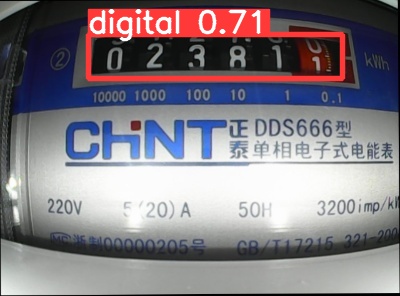 digital 0.71
② 0 2 3 8 1 1 kWh
10000 1000 100 10 1 0.1
CHNT 正泰 DDS666型
单相电子式电能表
220V 5(20)A 50H 3200imp/kW
浙制00000205号 GB/T17215 321-200